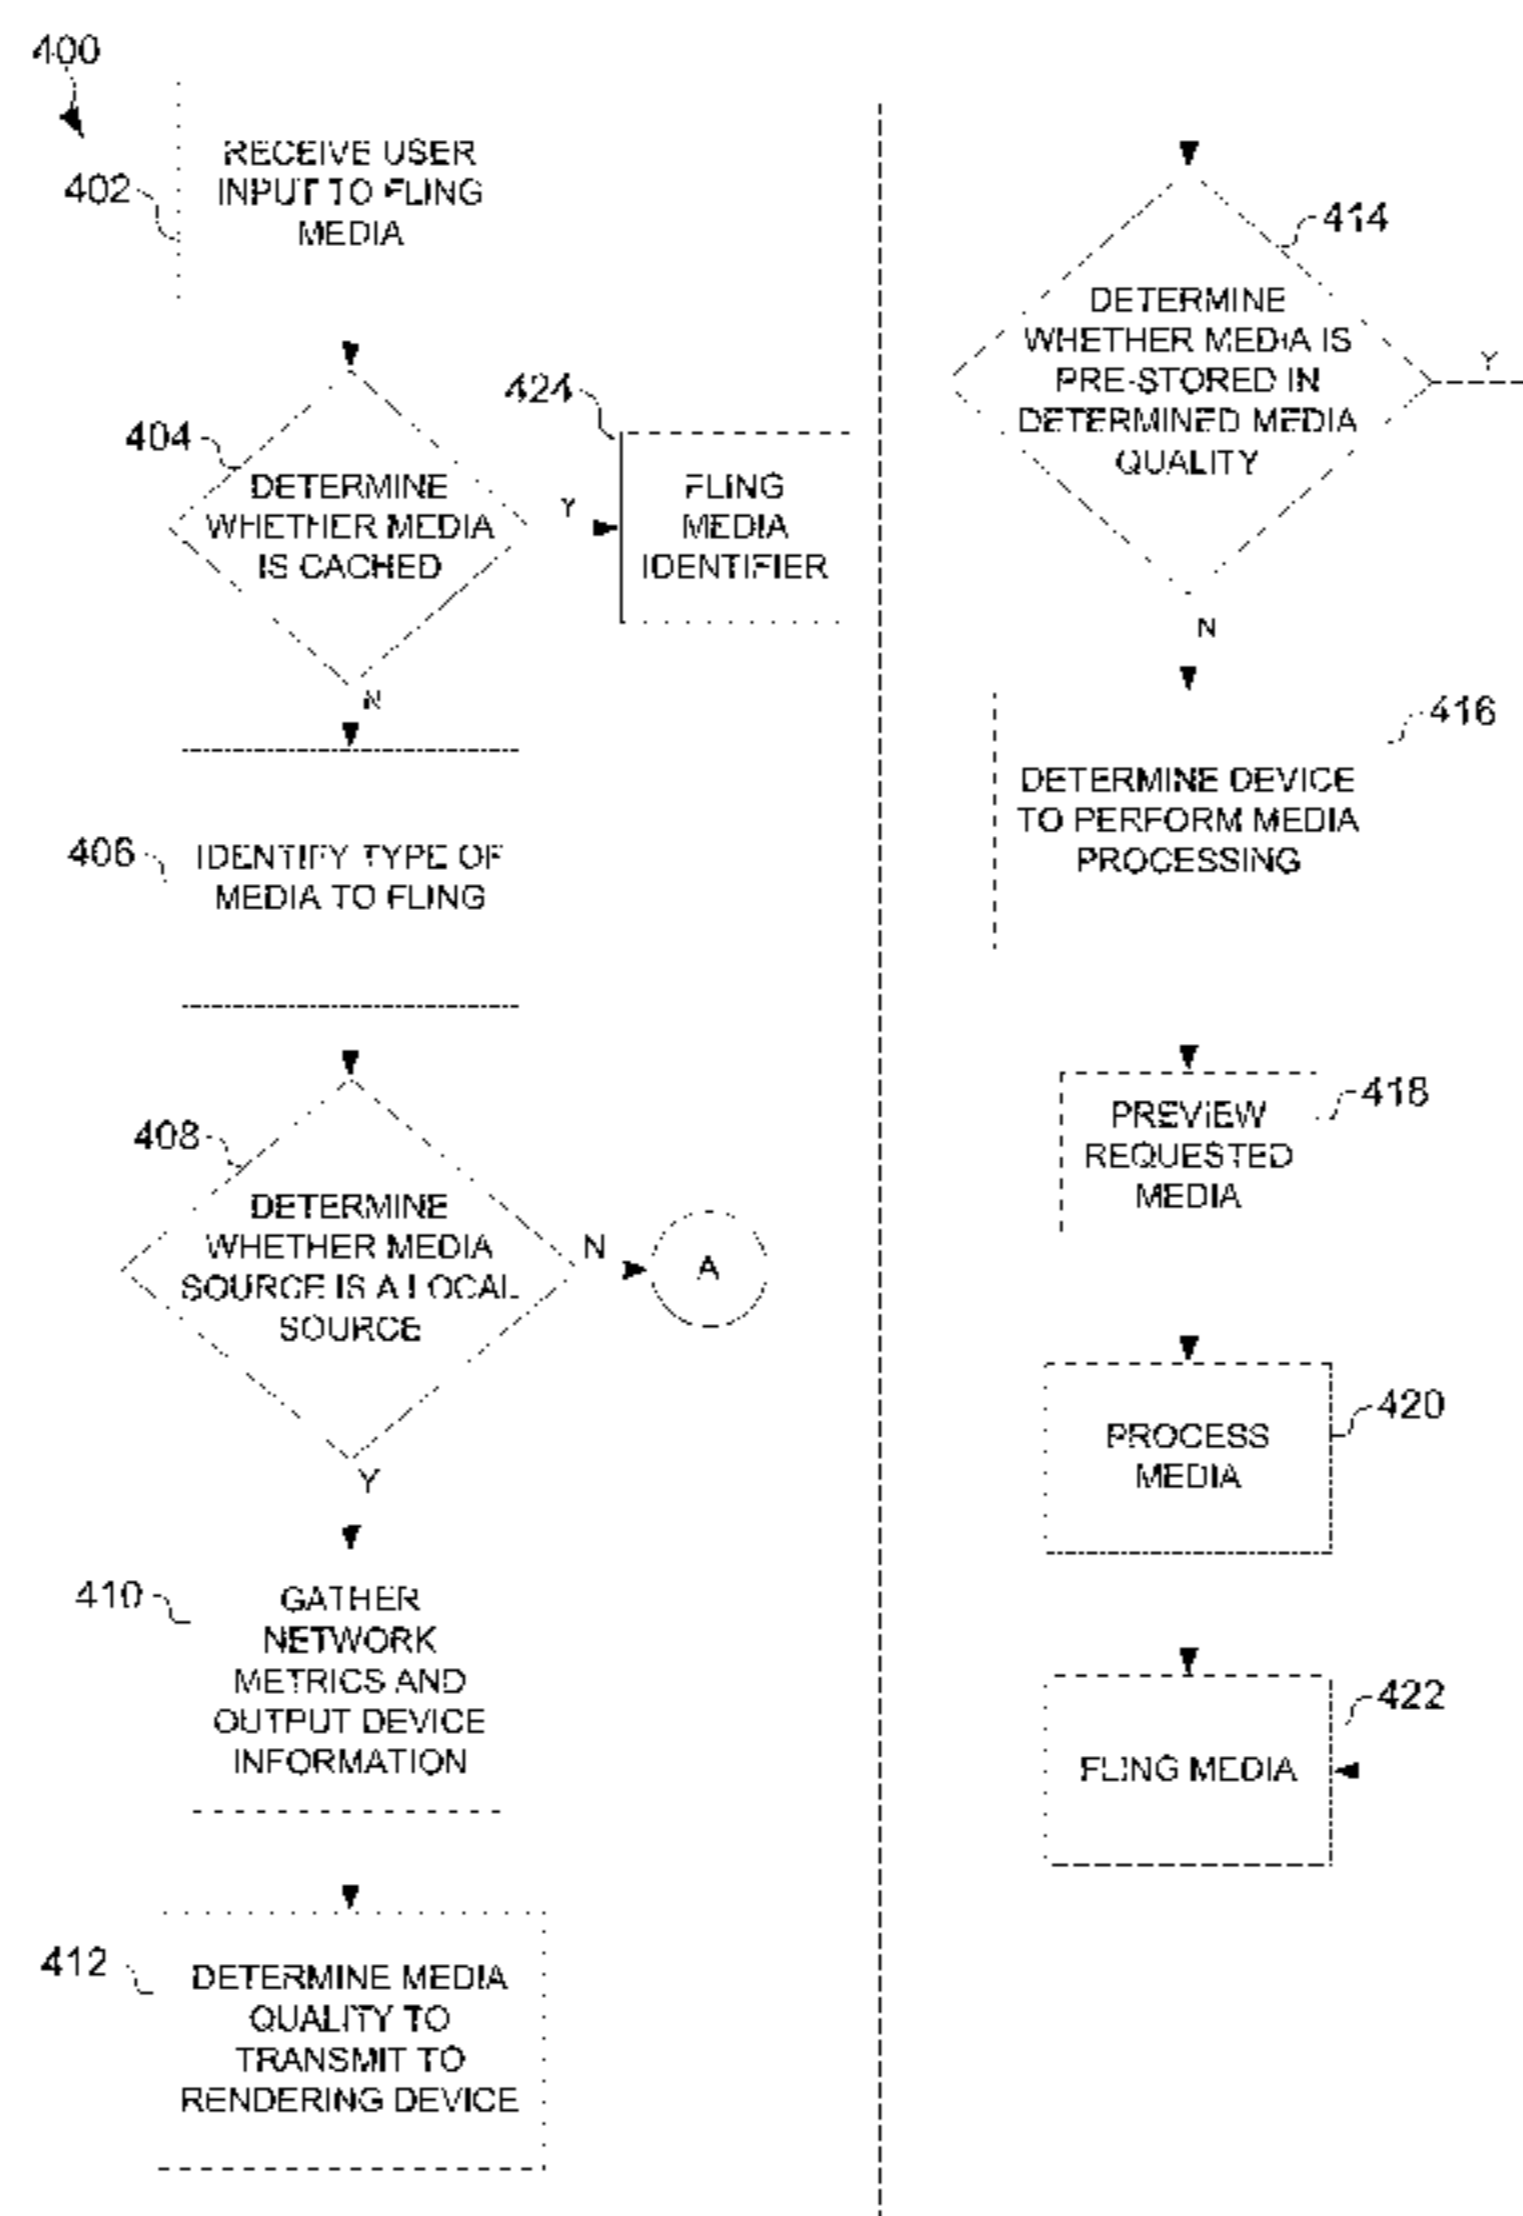 400
402
RECEIVE USER
INPUT TO FLING
MEDIA
404
DETERMINE
WHETHER MEDIA
IS CACHED
Y
N
424
FLING
MEDIA
IDENTIFIER
406
IDENTIFY TYPE OF
MEDIA TO FLING
408
DETERMINE
WHETHER MEDIA
SOURCE IS A LOCAL
SOURCE
N
A
Y
410
GATHER
NETWORK
METRICS AND
OUTPUT DEVICE
INFORMATION
412
DETERMINE MEDIA
QUALITY TO
TRANSMIT TO
RENDERING DEVICE
414
DETERMINE
WHETHER MEDIA IS
PRE-STORED IN
DETERMINED MEDIA
QUALITY
Y
N
416
DETERMINE DEVICE
TO PERFORM MEDIA
PROCESSING
418
PREVIEW
REQUESTED
MEDIA
420
PROCESS
MEDIA
422
FLING MEDIA